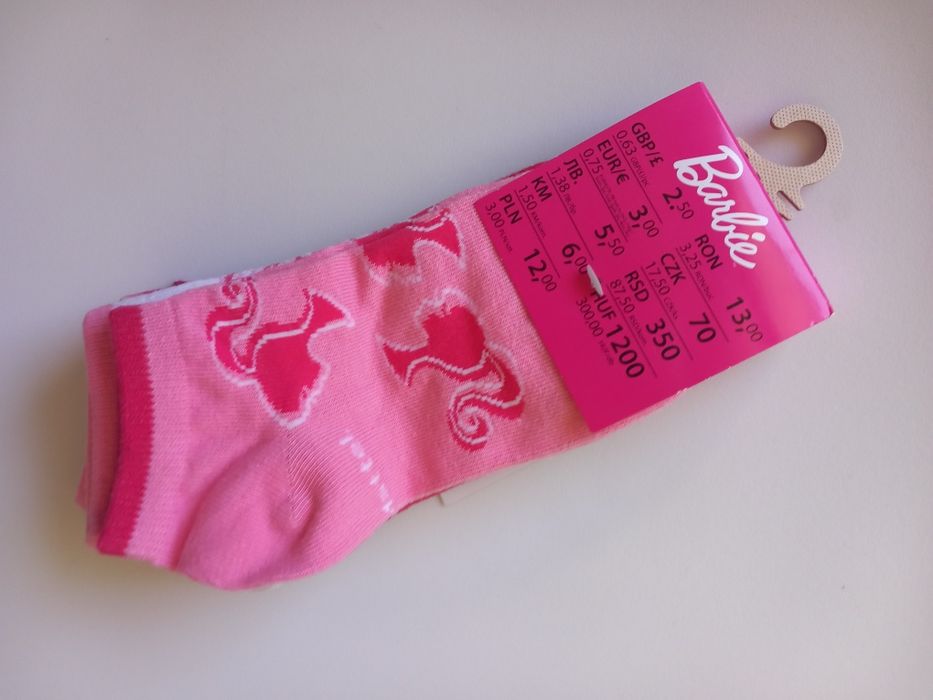 Barbie
GBP/£ 2.50
0.63
EUR/€ 3,00
0.75
ЛВ. 5,50
1.38
KM 6,00
1.50
PLN 12,00
3,00
RON 13,00
3,25
CZK 70
17,50
RSD 350
87,50
HUF 1200
300,00
Mattel